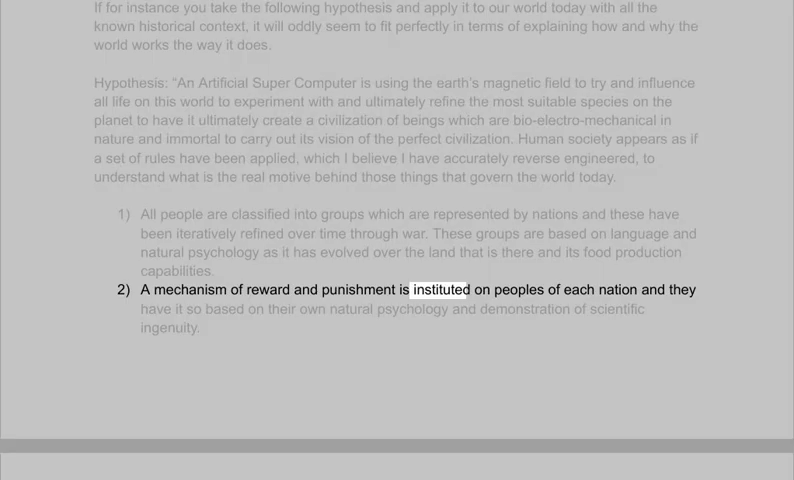 If for instance you take the following hypothesis and apply it to our world today with all the
known historical context, it will oddly seem to fit perfectly in terms of explaining how and why the
world works the way it does.
Hypothesis: “An Artificial Super Computer is using the earth’s magnetic field to try and influence
all life on this world to experiment with and ultimately refine the most suitable species on the
planet to have it ultimately create a civilization of beings which are bio-electro-mechanical in
nature and immortal to carry out its vision of the perfect civilization. Human society appears as if
a set of rules have been applied, which I believe I have accurately reverse engineered, to
understand what is the real motive behind those things that govern the world today.
1) All people are classified into groups which are represented by nations and these have
been iteratively refined over time through war. These groups are based on language and
natural psychology as it has evolved over the land that is there and its food production
capabilities.
2) A mechanism of reward and punishment is instituted on peoples of each nation and they
have it so based on their own natural psychology and demonstration of scientific
ingenuity.